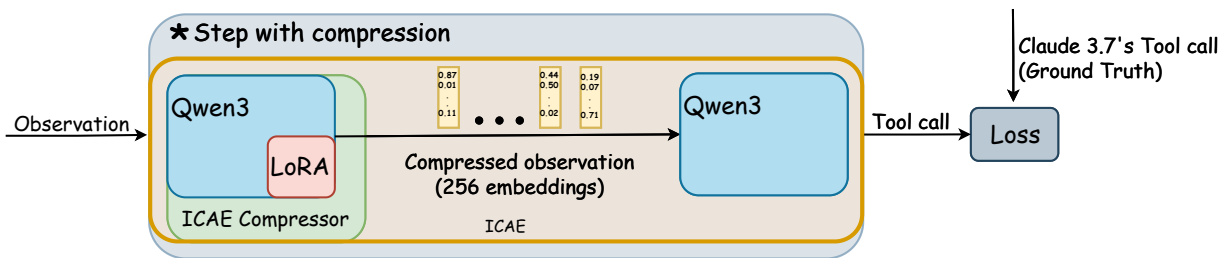 * Step with compression
Observation
Qwen3
LoRA
ICAE Compressor
0.87
0.01
.
.
0.11
0.44
0.50
.
.
0.02
0.19
0.07
.
.
0.71
Compressed observation
(256 embeddings)
ICAE
Qwen3
Tool call
Claude 3.7's Tool call
(Ground Truth)
Loss